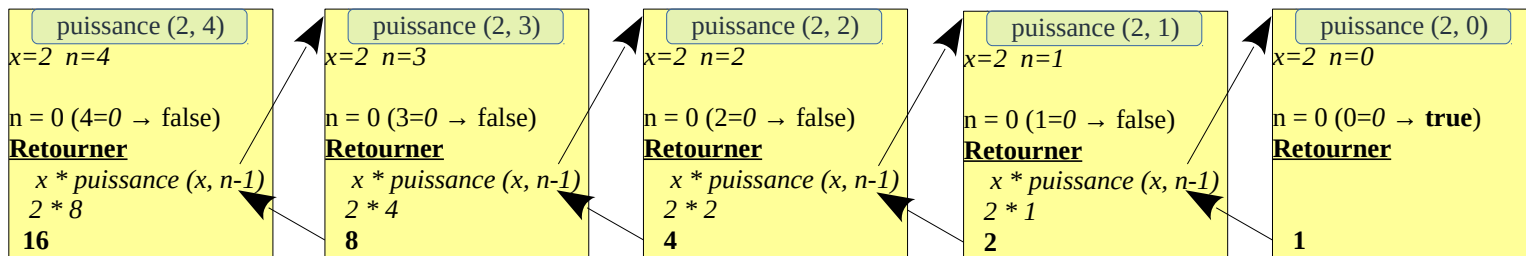 puissance (2, 4)
x=2 n=4
n = 0 (4=0 → false)
Retourner
x * puissance (x, n-1)
2 * 8
16
puissance (2, 3)
x=2 n=3
n = 0 (3=0 → false)
Retourner
x * puissance (x, n-1)
2 * 4
8
puissance (2, 2)
x=2 n=2
n = 0 (2=0 → false)
Retourner
x * puissance (x, n-1)
2 * 2
4
puissance (2, 1)
x=2 n=1
n = 0 (1=0 → false)
Retourner
x * puissance (x, n-1)
2 * 1
2
puissance (2, 0)
x=2 n=0
n = 0 (0=0 → true)
Retourner
1